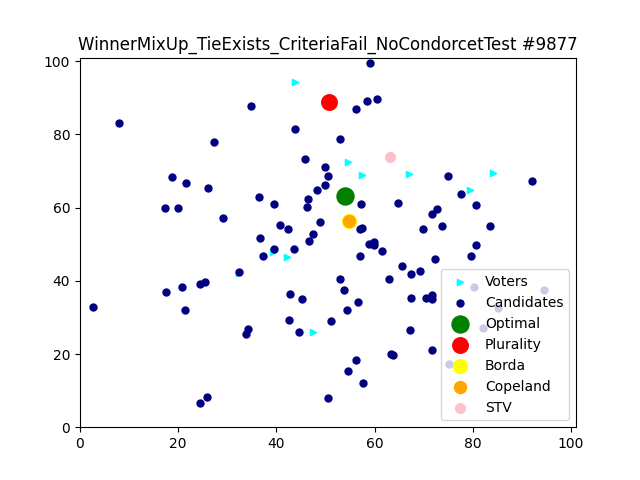 WinnerMixUp_TieExists_CriteriaFail_NoCondorcetTest #9877
100
80
60
40
20
0
Voters
Candidates
Optimal
Plurality
Borda
Copeland
STV
0 20 40 60 80 100